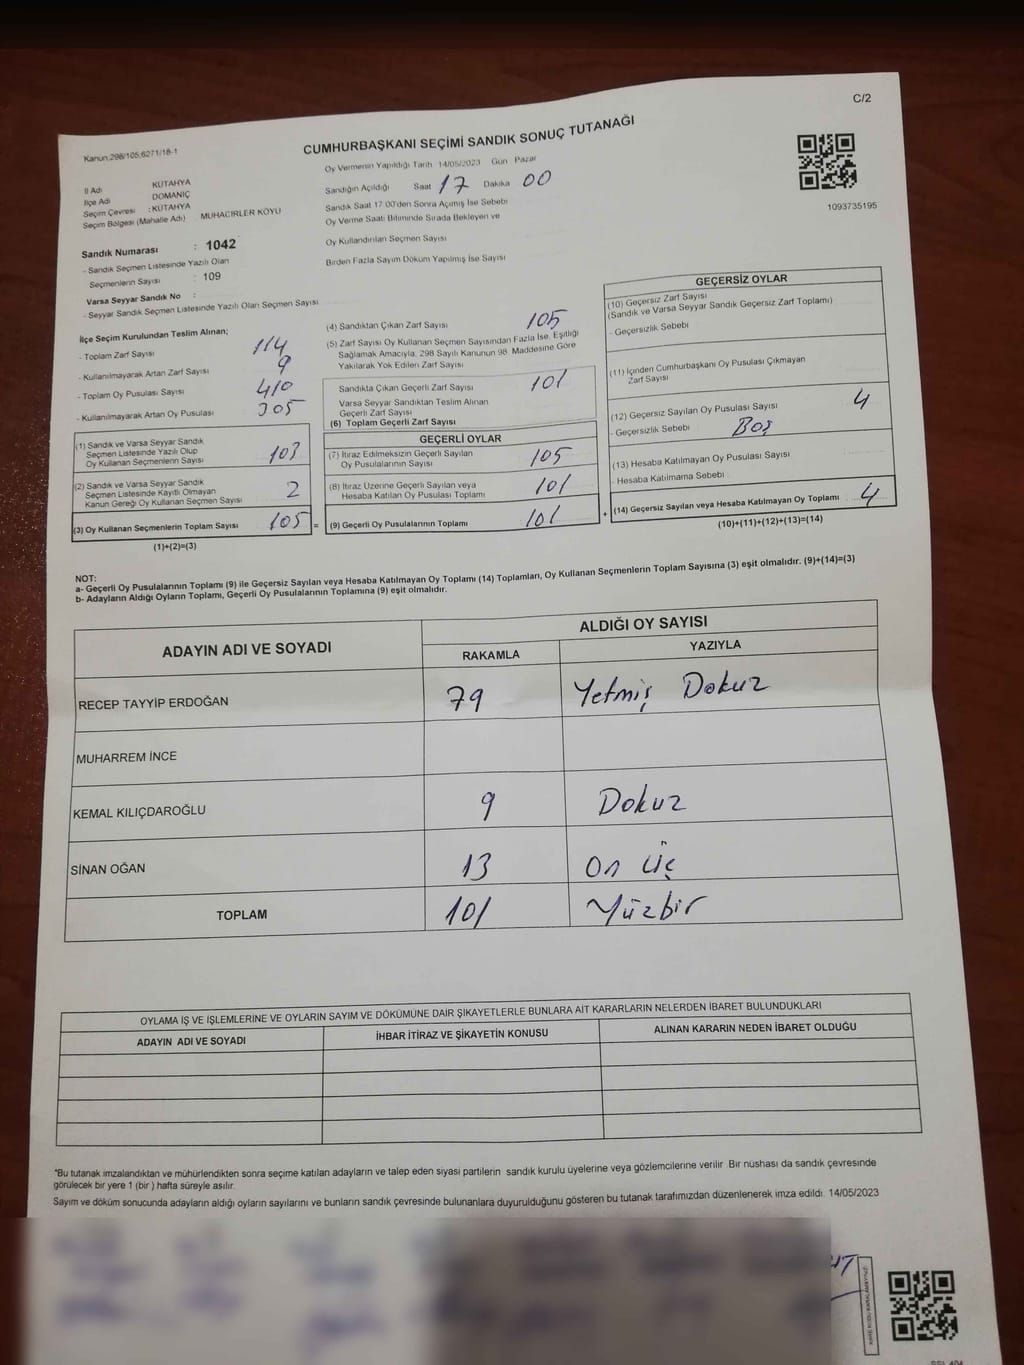 C/2
Kanun:298/105,6271/18-1
CUMHURBAŞKANI SEÇİMİ SANDIK SONUÇ TUTANAĞI
1093735195
İl Adı KÜTAHYA
İlçe Adı DOMANİÇ
Seçim Çevresi : KÜTAHYA
Seçim Bölgesi (Mahalle Adı) MUHACİRLER KÖYÜ
Sandık Numarası : 1042
- Sandık Seçmen Listesinde Yazılı Olan
Seçmenlerin Sayısı : 109
Varsa Seyyar Sandık No :
- Seyyar Sandık Seçmen Listesinde Yazılı Olan Seçmen Sayısı
Oy Vermenin Yapıldığı Tarih 14/05/2023 Gün Pazar
Sandığın Açıldığı Saat 17 Dakika 00
Sandık Saat 17 00'den Sonra Açılmış İse Sebebi
Oy Verme Saati Bitiminde Sırada Bekleyen ve
Oy Kullandırılan Seçmen Sayısı
Birden Fazla Sayım Döküm Yapılmış İse Sayısı
İlçe Seçim Kurulundan Teslim Alınan;
- Toplam Zarf Sayısı 114
- Kullanılmayarak Artan Zarf Sayısı 9
- Toplam Oy Pusulası Sayısı 410
- Kullanılmayarak Artan Oy Pusulası 305
(1) Sandık ve Varsa Seyyar Sandık
Seçmen Listesinde Yazılı Olup
Oy Kullanan Seçmenlerin Sayısı 103
(2) Sandık ve Varsa Seyyar Sandık
Seçmen Listesinde Kayıtlı Olmayan
Kanun Gereği Oy Kullanan Seçmen Sayısı 2
(3) Oy Kullanan Seçmenlerin Toplam Sayısı 105 =
(1)+(2)=(3)
(4) Sandıktan Çıkan Zarf Sayısı 105
(5) Zarf Sayısı Oy Kullanan Seçmen Sayısından Fazla İse, Eşitliği
Sağlamak Amacıyla, 298 Sayılı Kanunun 98. Maddesine Göre
Yakılarak Yok Edilen Zarf Sayısı
Sandıkta Çıkan Geçerli Zarf Sayısı 101
Varsa Seyyar Sandıktan Teslim Alınan
Geçerli Zarf Sayısı
(6) Toplam Geçerli Zarf Sayısı
GEÇERLİ OYLAR
(7) İtiraz Edilmeksizin Geçerli Sayılan
Oy Pusulalarının Sayısı 105
(8) İtiraz Üzerine Geçerli Sayılan veya
Hesaba Katılan Oy Pusulası Toplamı 101
(9) Geçerli Oy Pusulalarının Toplamı 101 +
GEÇERSİZ OYLAR
(10) Geçersiz Zarf Sayısı
(Sandık ve Varsa Seyyar Sandık Geçersiz Zarf Toplamı)
- Geçersizlik Sebebi
(11) İçinden Cumhurbaşkanı Oy Pusulası Çıkmayan
Zarf Sayısı
(12) Geçersiz Sayılan Oy Pusulası Sayısı 4
- Geçersizlik Sebebi Boş
(13) Hesaba Katılmayan Oy Pusulası Sayısı
- Hesaba Katılmama Sebebi
(14) Geçersiz Sayılan veya Hesaba Katılmayan Oy Toplamı 4
(10)+(11)+(12)+(13)=(14)
NOT:
a- Geçerli Oy Pusulalarının Toplamı (9) ile Geçersiz Sayılan veya Hesaba Katılmayan Oy Toplamı (14) Toplamları, Oy Kullanan Seçmenlerin Toplam Sayısına (3) eşit olmalıdır. (9)+(14)=(3)
b- Adayların Aldığı Oyların Toplamı, Geçerli Oy Pusulalarının Toplamına (9) eşit olmalıdır.
ADAYIN ADI VE SOYADI ALDIĞI OY SAYISI
RAKAMLA YAZIYLA
RECEP TAYYİP ERDOĞAN 79 Yetmiş Dokuz
MUHARREM İNCE
KEMAL KILIÇDAROĞLU 9 Dokuz
SİNAN OĞAN 13 On üç
TOPLAM 101 Yüzbir
OYLAMA İŞ VE İŞLEMLERİNE VE OYLARIN SAYIM VE DÖKÜMÜNE DAİR ŞİKAYETLERLE BUNLARA AİT KARARLARIN NELERDEN İBARET BULUNDUKLARI
ADAYIN ADI VE SOYADI İHBAR İTİRAZ VE ŞİKAYETİN KONUSU ALINAN KARARIN NEDEN İBARET OLDUĞU
*Bu tutanak imzalandıktan ve mühürlendikten sonra seçime katılan adayların ve talep eden siyasi partilerin sandık kurulu üyelerine veya gözlemcilerine verilir. Bir nüshası da sandık çevresinde
görülecek bir yere 1 (bir) hafta süreyle asılır.
Sayım ve döküm sonucunda adayların aldığı oyların sayılarını ve bunların sandık çevresinde bulunanlara duyurulduğunu gösteren bu tutanak tarafımızdan düzenlenerek imza edildi. 14/05/2023